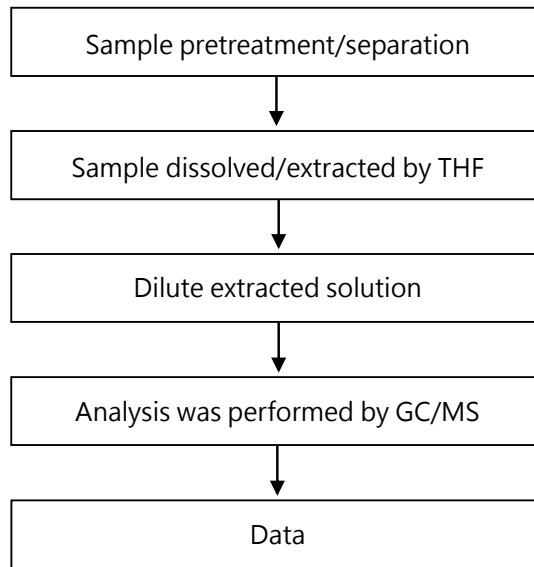 Sample pretreatment/separation
Sample dissolved/extracted by THF
Dilute extracted solution
Analysis was performed by GC/MS
Data